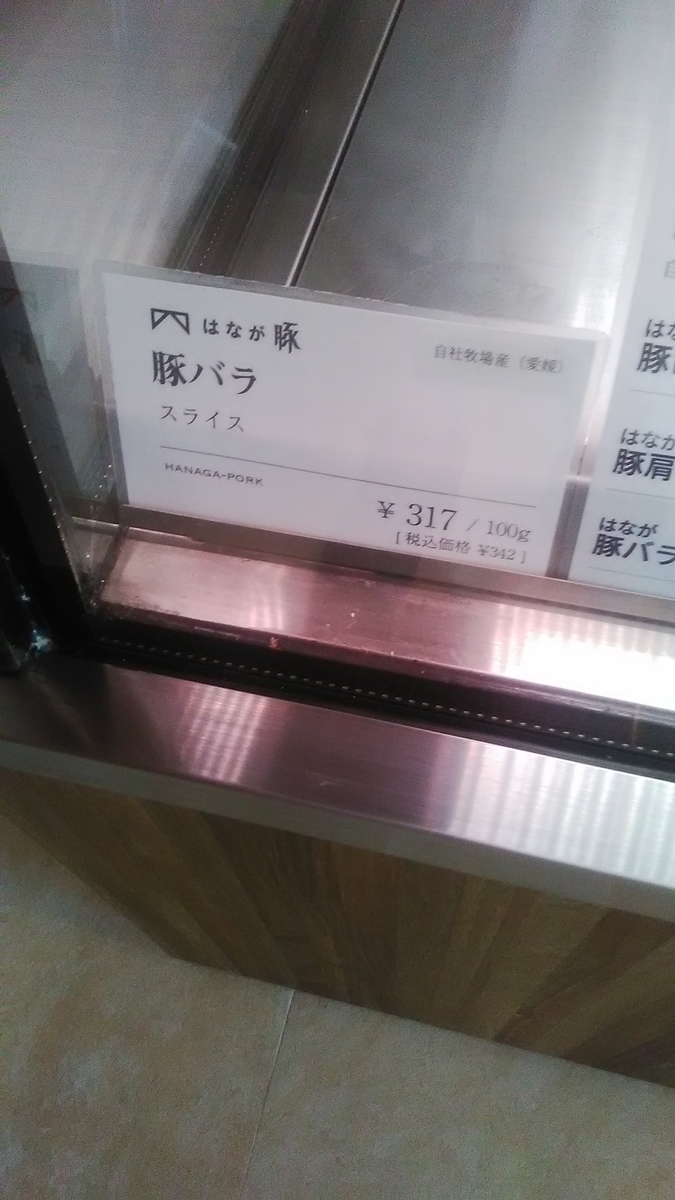 はなが豚
自社牧場産（愛媛）
豚バラ
スライス
HANAGA-PORK
¥ 317 / 100g
[ 税込価格 ¥342 ]
はなが
豚肩
はなが
豚バラ